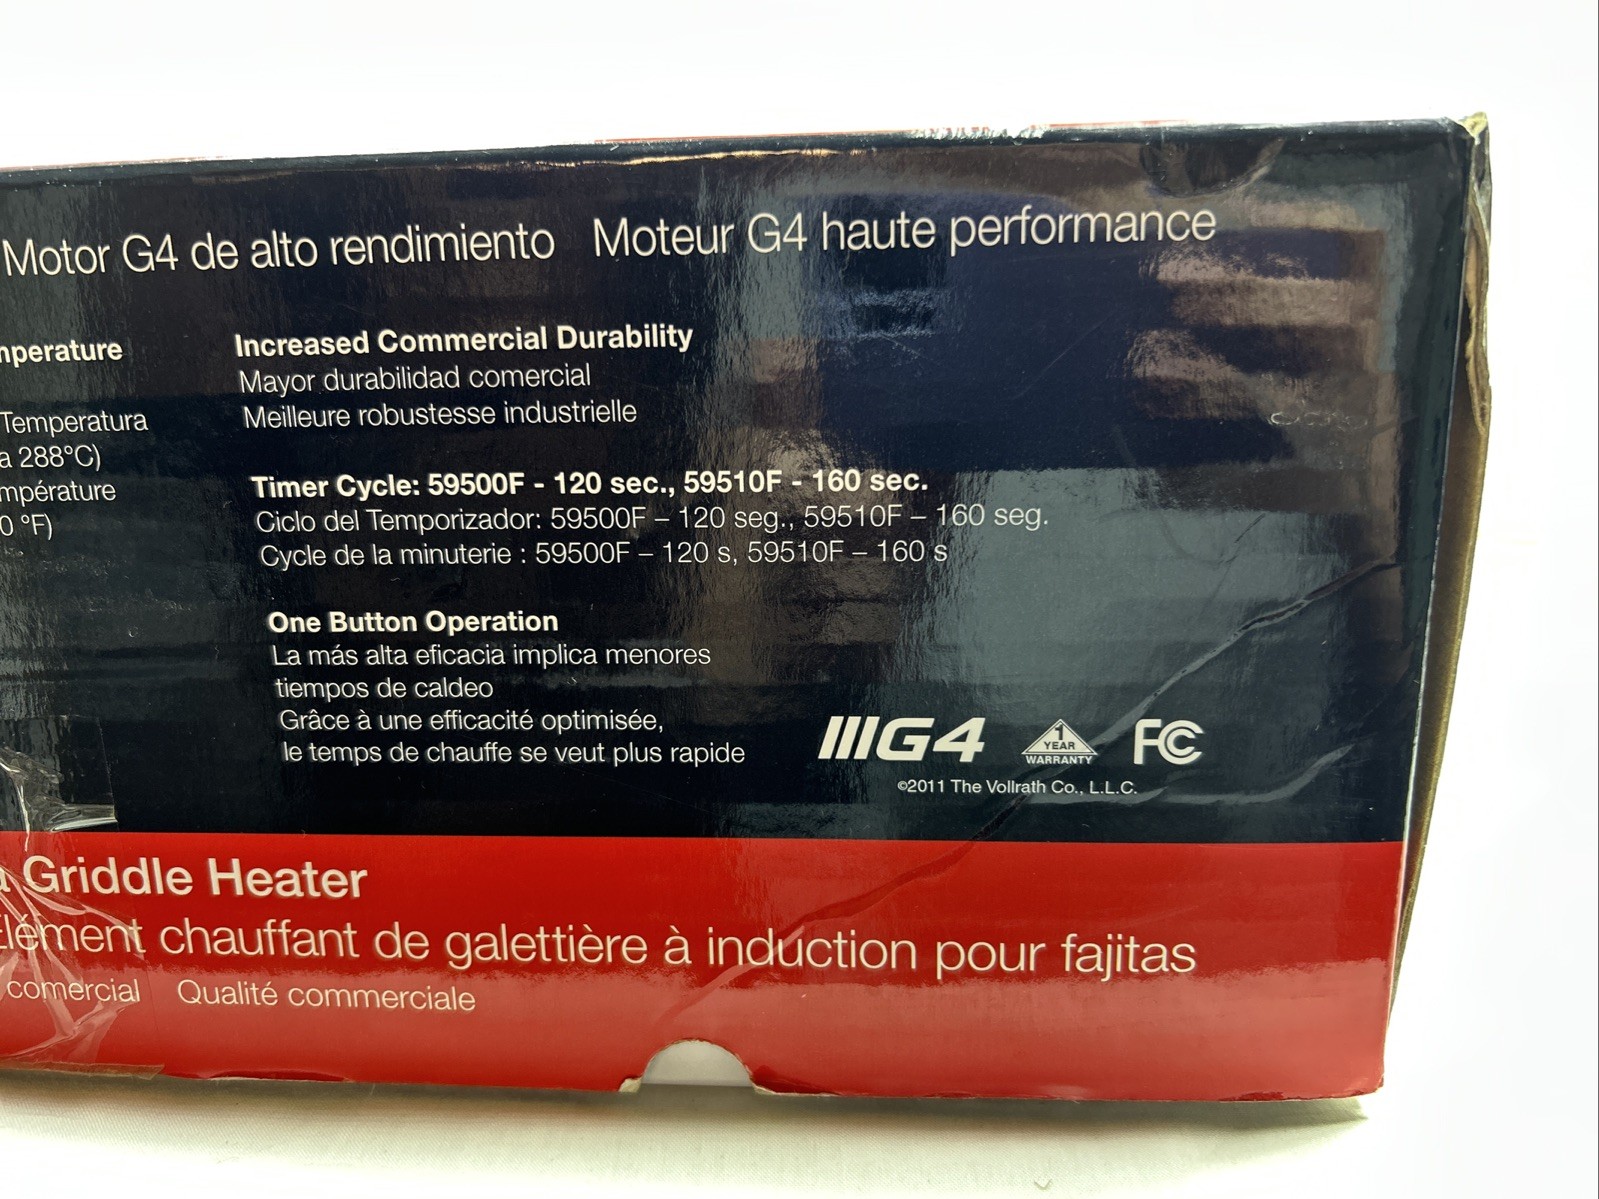 Motor G4 de alto rendimiento Moteur G4 haute performance
Temperatura
a 288°C)
°F)
Increased Commercial Durability
Mayor durabilidad comercial
Meilleure robustesse industrielle
Timer Cycle: 59500F - 120 sec., 59510F - 160 sec.
Ciclo del Temporizador: 59500F – 120 seg., 59510F – 160 seg.
Cycle de la minuterie : 59500F – 120 s, 59510F – 160 s
One Button Operation
La más alta eficacia implica menores
tiempos de caldeo
Grâce à une efficacité optimisée,
le temps de chauffe se veut plus rapide
G4
1
YEAR
WARRANTY
FC
©2011 The Vollrath Co., L.L.C.
Griddle Heater
Élément chauffant de galettière à induction pour fajitas
comercial Qualité commerciale